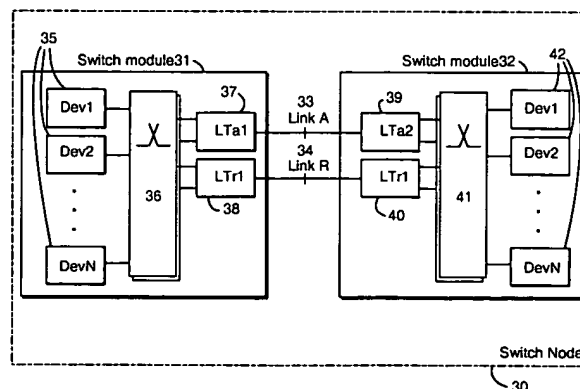 35
Switch module31
Switch module32
42
Dev1
37
33
39
Dev1
LTa1
Link A
LTa2
Dev2
34
Dev2
LTr1
Link R
LTr1
36
41
38
40
DevN
DevN
Switch Node
30